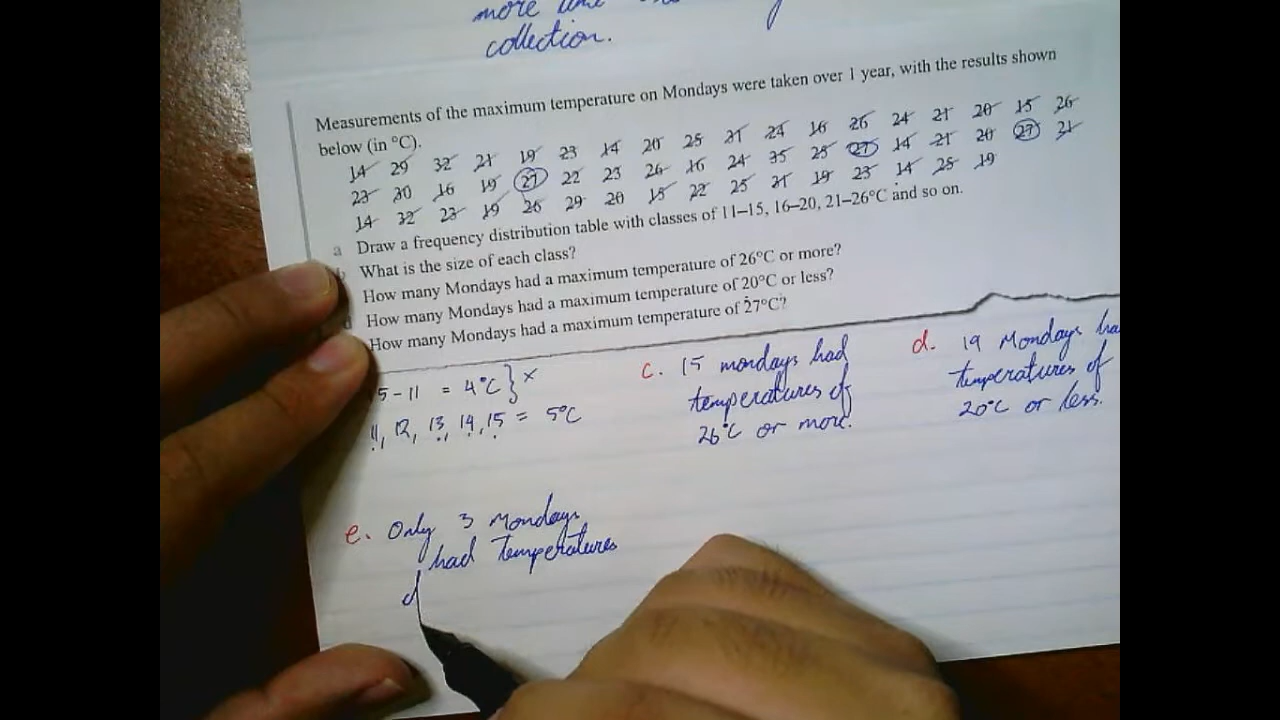 more
collection.
Measurements of the maximum temperature on Mondays were taken over 1 year, with the results shown
below (in °C).
14 29 32 21 19 23 14 20 25 21 24 16 26 24 21 20 15 26
23 30 16 19 27 22 23 26 16 24 25 27 14 21 20 27 21
14 32 23 19 29 20 15 22 25 21 19 23 14 25 19
a Draw a frequency distribution table with classes of 11–15, 16–20, 21–26°C and so on.
What is the size of each class?
How many Mondays had a maximum temperature of 26°C or more?
d How many Mondays had a maximum temperature of 20°C or less?
How many Mondays had a maximum temperature of 27°C?
5 - 11 = 4°C} x
11, 12, 13, 14, 15 = 5°C
c. 15 mondays had
temperatures of
26°C or more.
d. 19 Mondays ha
temperatures of
20°C or less.
e. Only 3 Mondays
had temperatures
of